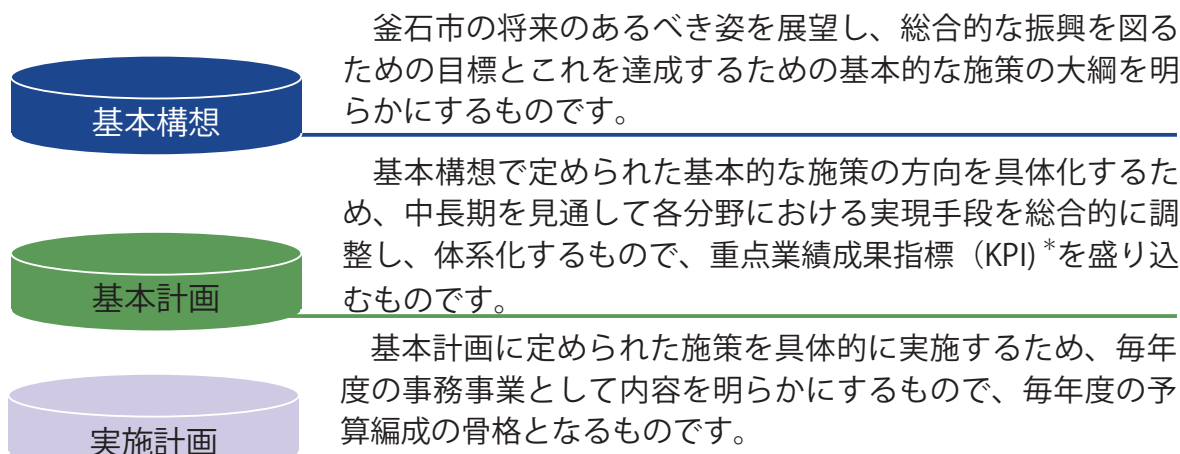 釜石市の将来のあるべき姿を展望し、総合的な振興を図る
ための目標とこれを達成するための基本的な施策の大綱を明
らかにするものです。
基本構想
基本構想で定められた基本的な施策の方向を具体化するた
め、中長期を見通して各分野における実現手段を総合的に調
整し、体系化するもので、重点業績成果指標（KPI)＊を盛り込
むものです。
基本計画
基本計画に定められた施策を具体的に実施するため、毎年
度の事務事業として内容を明らかにするもので、毎年度の予
算編成の骨格となるものです。
実施計画